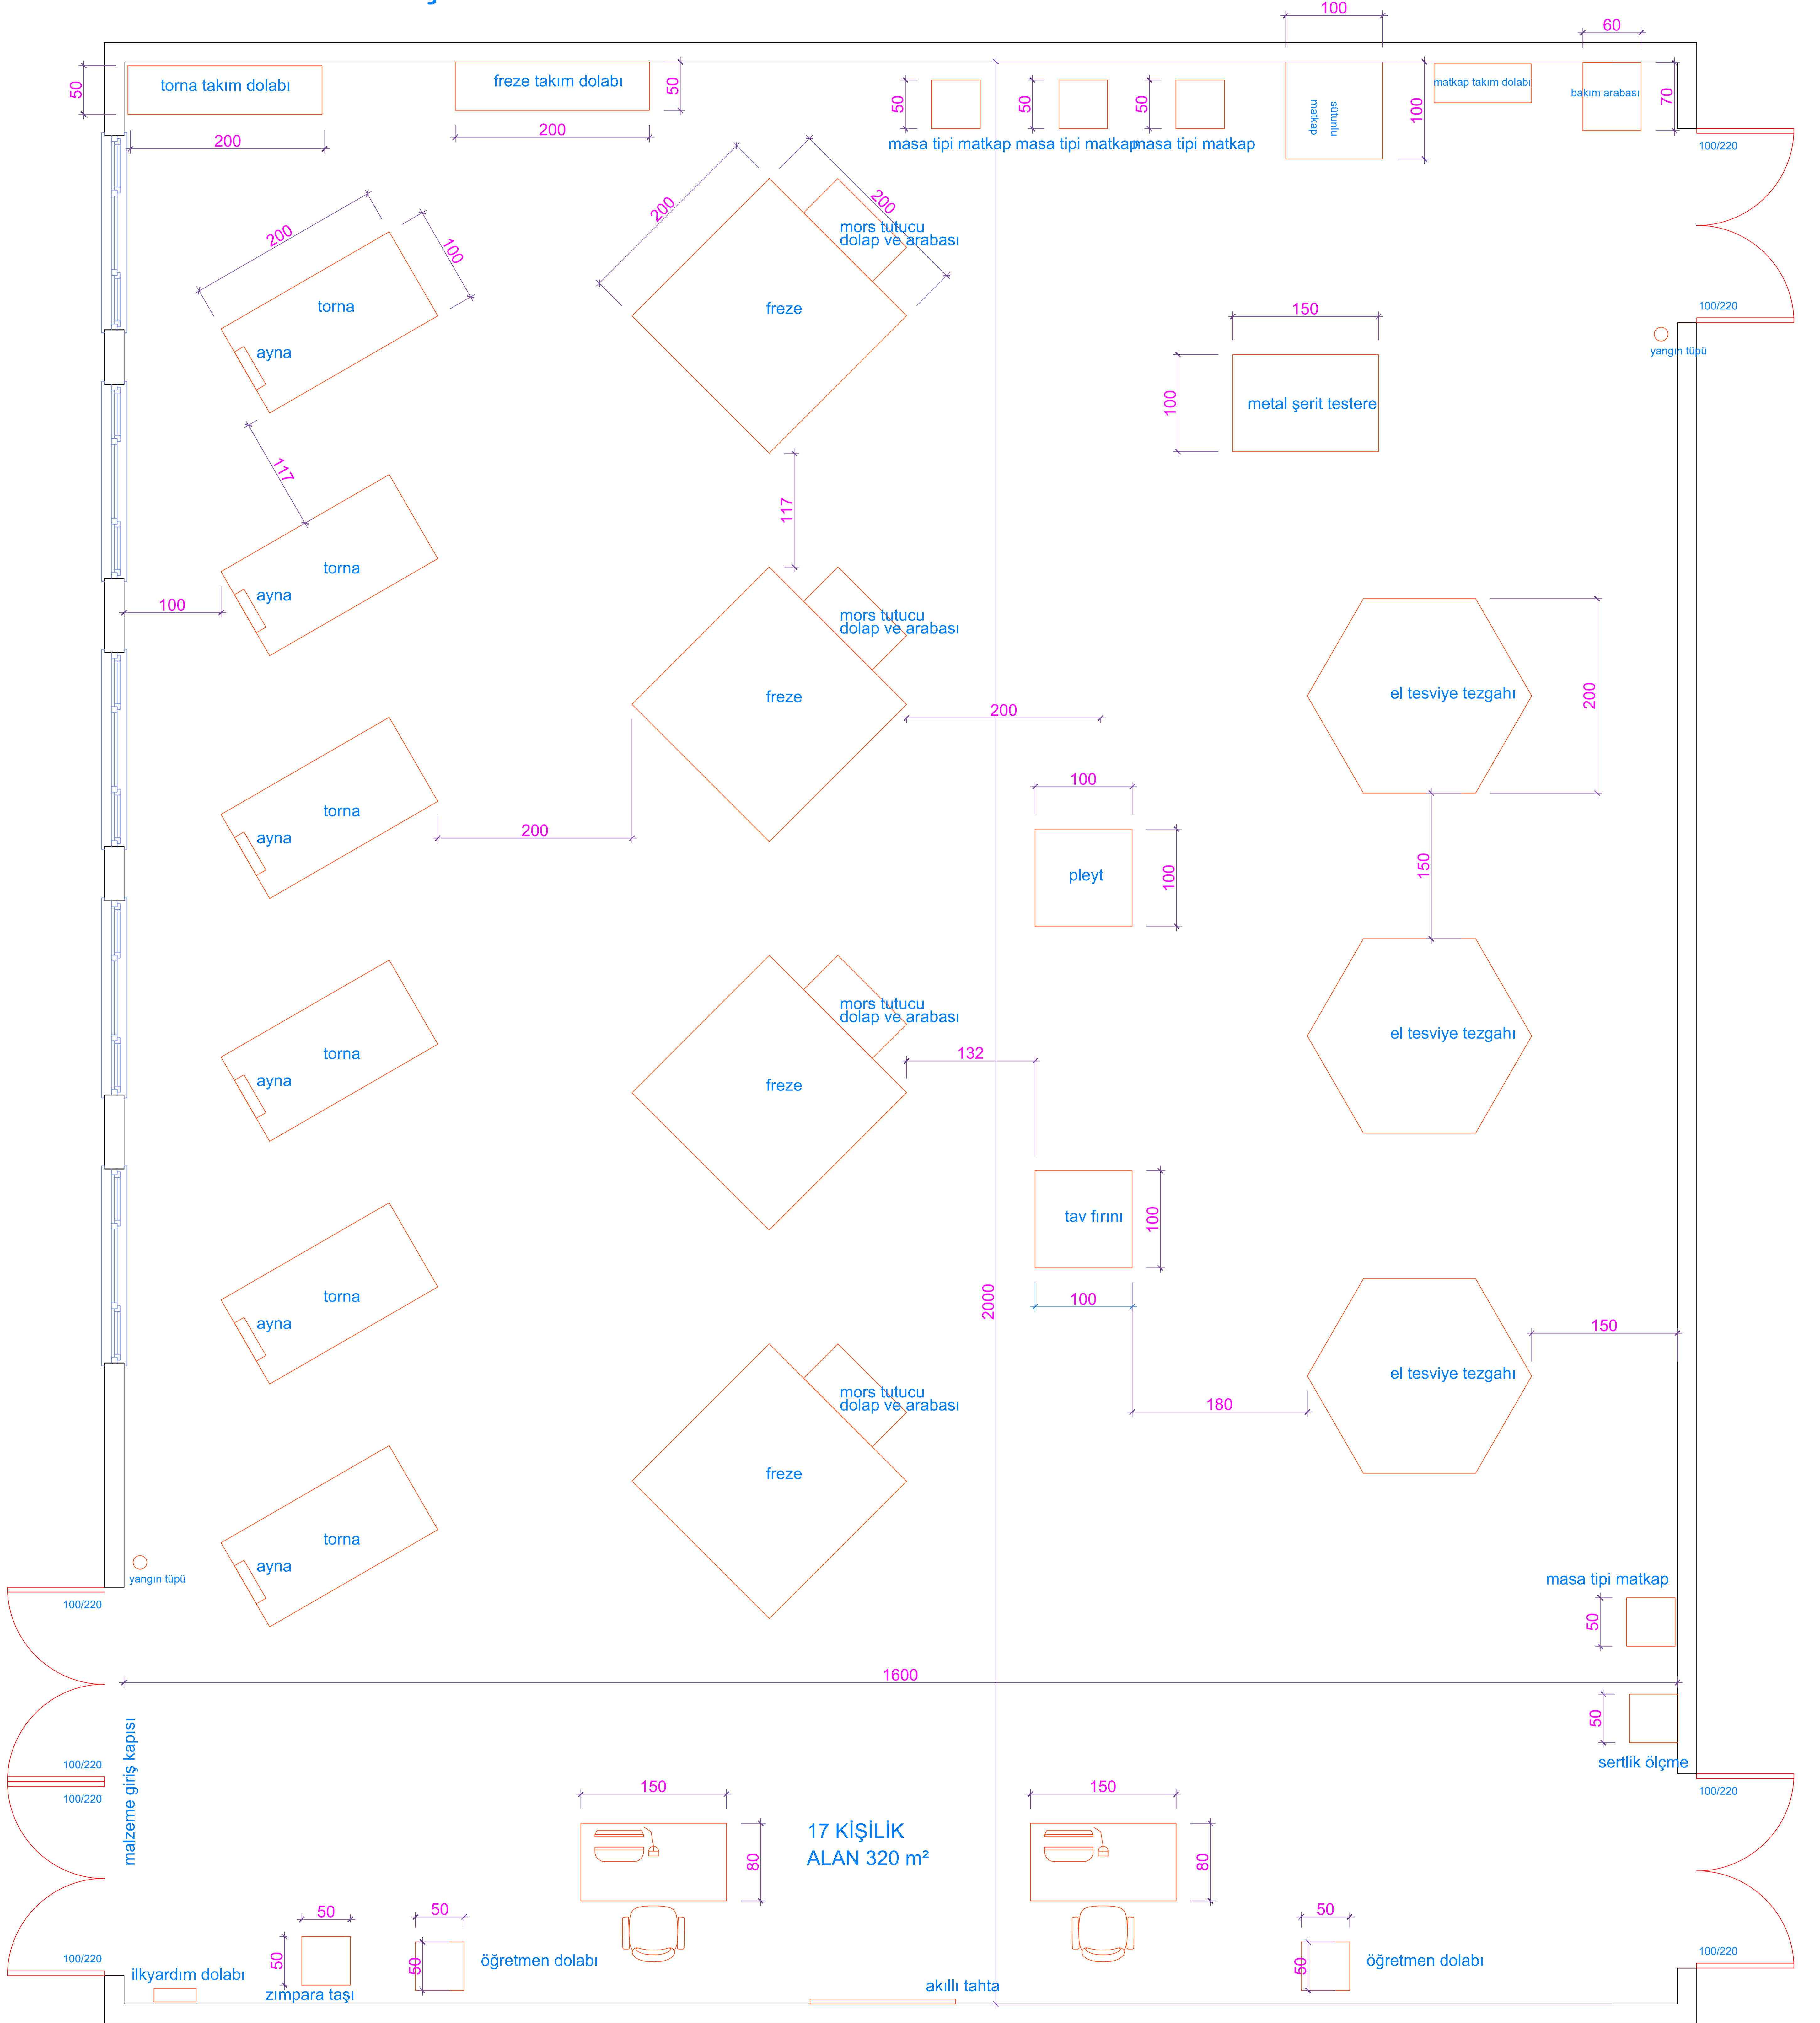 100
60
torna takım dolabı
freze takım dolabı
matkap takım dolabı
bakım arabası
50
50
50
50
50
70
100
sütunlu
matkap
200
200
masa tipi matkap
masa tipi matkap
masa tipi matkap
100/220
200
100
200
200
mors tutucu
dolap ve arabası
torna
freze
150
100/220
ayna
yangın tüpü
100
metal şerit testere
117
117
torna
ayna
100
mors tutucu
dolap ve arabası
freze
200
el tesviye tezgahı
200
torna
ayna
200
100
pleyt
100
150
mors tutucu
dolap ve arabası
torna
ayna
freze
132
el tesviye tezgahı
tav fırını
100
torna
ayna
2000
100
150
mors tutucu
dolap ve arabası
el tesviye tezgahı
180
freze
torna
ayna
yangın tüpü
masa tipi matkap
100/220
50
1600
50
malzeme giriş kapısı
sertlik ölçme
100/220
100/220
150
150
100/220
17 KİŞİLİK
ALAN 320 m²
80
80
50
50
50
100/220
100/220
50
50
50
ilkyardım dolabı
öğretmen dolabı
öğretmen dolabı
zımpara taşı
akıllı tahta